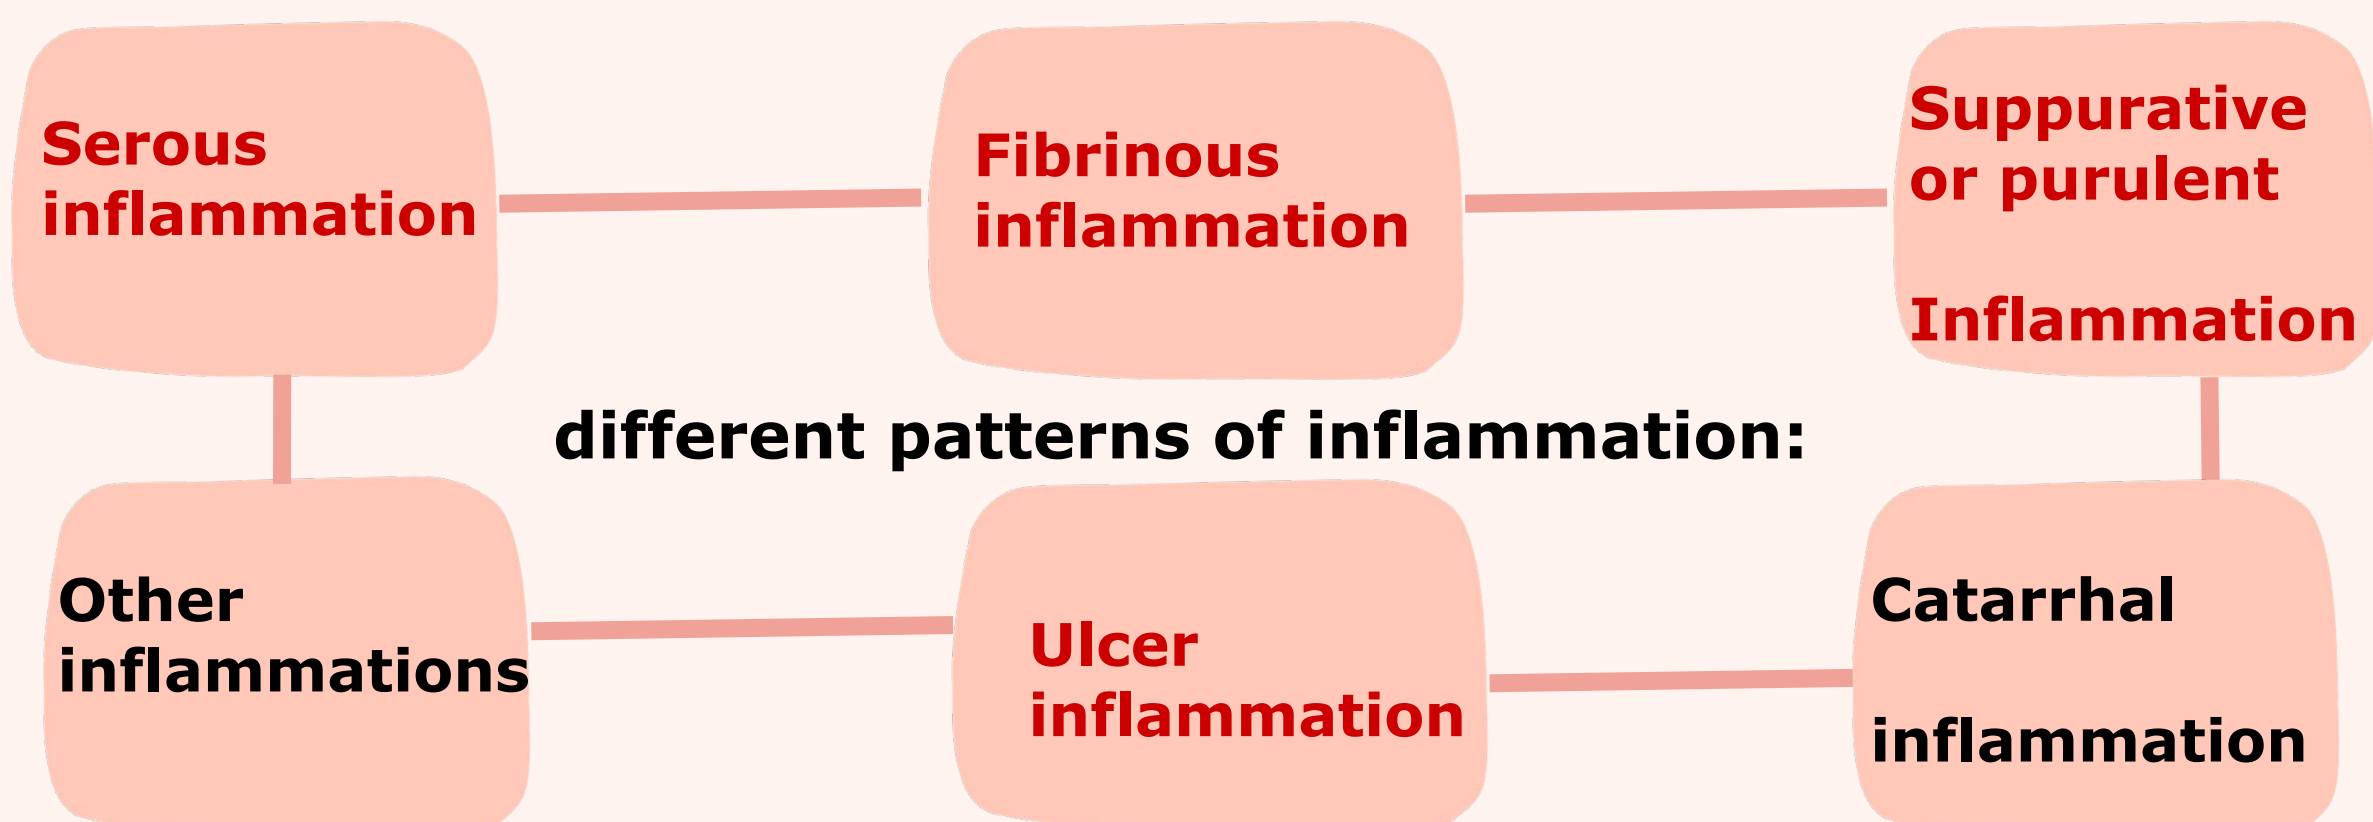 Serous
inflammation
Fibrinous
inflammation
Suppurative
or purulent
Inflammation
different patterns of inflammation:
Other
inflammations
Ulcer
inflammation
Catarrhal
inflammation